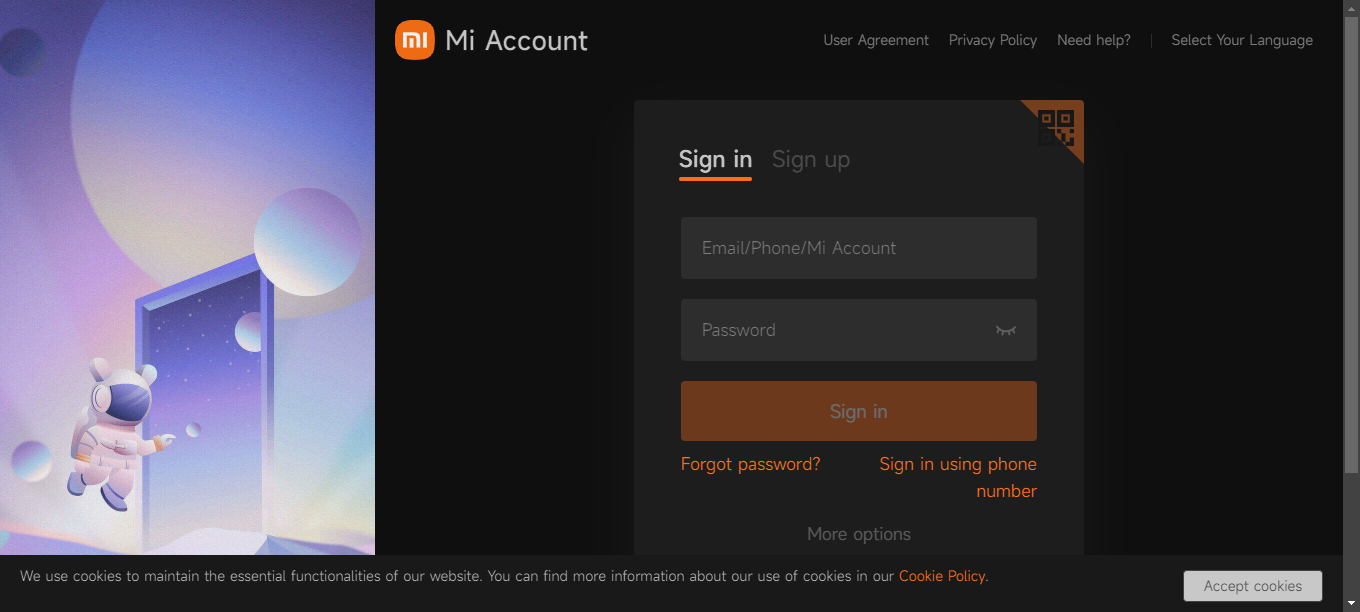 mi Mi Account
User Agreement Privacy Policy Need help? Select Your Language
Sign in Sign up
Email/Phone/Mi Account
Password
Sign in
Forgot password? Sign in using phone
number
More options
We use cookies to maintain the essential functionalities of our website. You can find more information about our use of cookies in our Cookie Policy.
Accept cookies